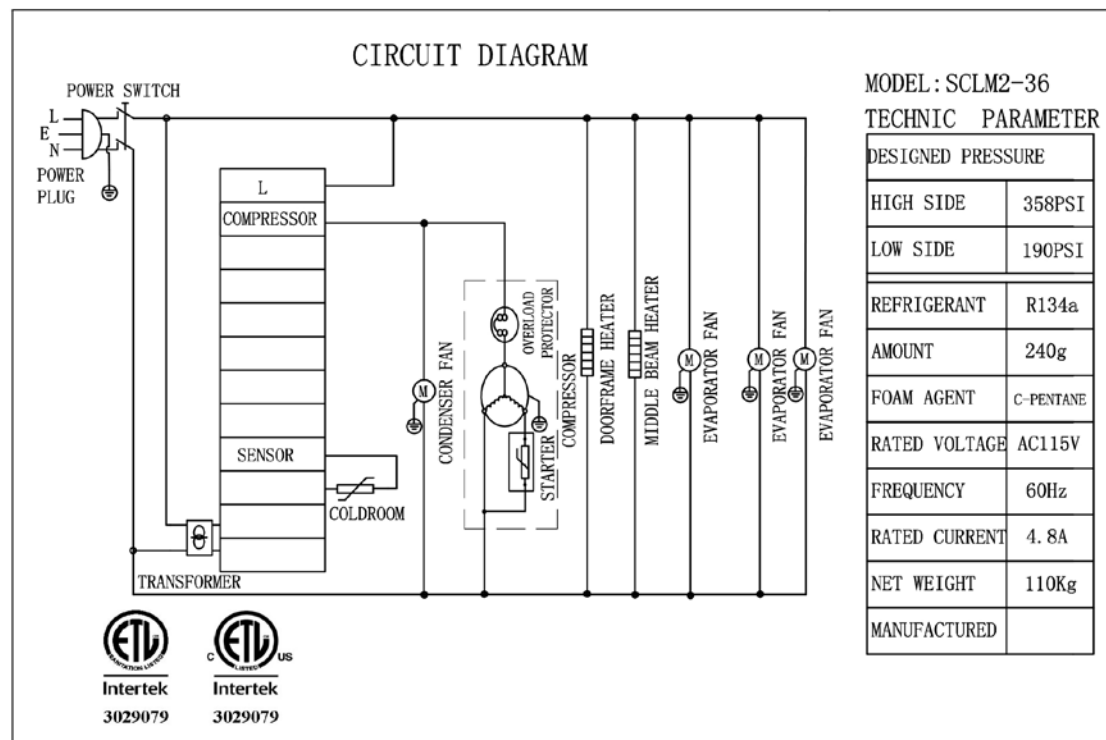 CIRCUIT DIAGRAM
POWER SWITCH
L
E
N
POWER
PLUG
L
COMPRESSOR
SENSOR
COLDROOM
TRANSFORMER
M
CONDENSER FAN
OVERLOAD
PROTECTOR
STARTER
COMPRESSOR
DOORFRAME HEATER
MIDDLE BEAM HEATER
M
EVAPORATOR FAN
M
EVAPORATOR FAN
M
EVAPORATOR FAN
MODEL:SCLM2-36
TECHNIC PARAMETER
DESIGNED PRESSURE
HIGH SIDE 358PSI
LOW SIDE 190PSI
REFRIGERANT R134a
AMOUNT 240g
FOAM AGENT C-PENTANE
RATED VOLTAGE AC115V
FREQUENCY 60Hz
RATED CURRENT 4.8A
NET WEIGHT 110Kg
MANUFACTURED
ETL
SANITATION LISTED
Intertek
3029079
C ETL US
LISTED
Intertek
3029079